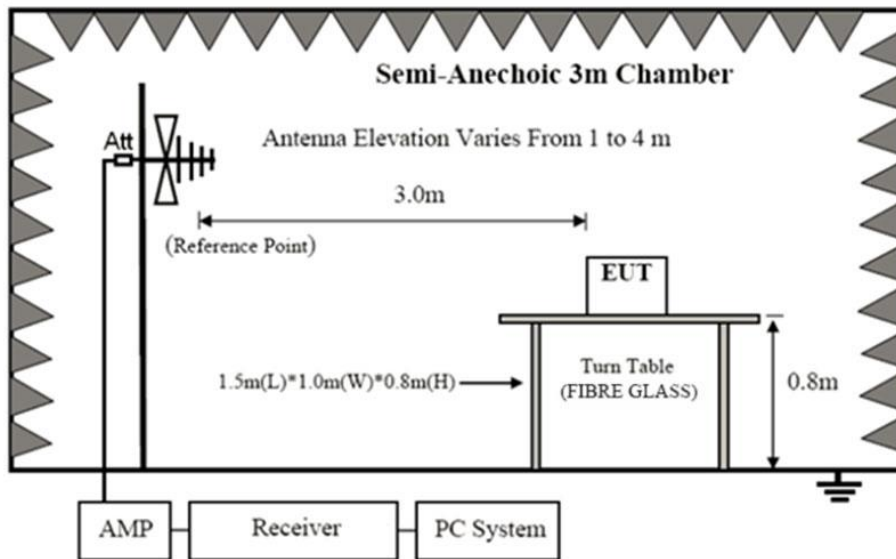 Semi-Anechoic 3m Chamber
Att
Antenna Elevation Varies From 1 to 4 m
3.0m
(Reference Point)
EUT
1.5m(L)*1.0m(W)*0.8m(H)
Turn Table
(FIBRE GLASS)
0.8m
AMP
Receiver
PC System